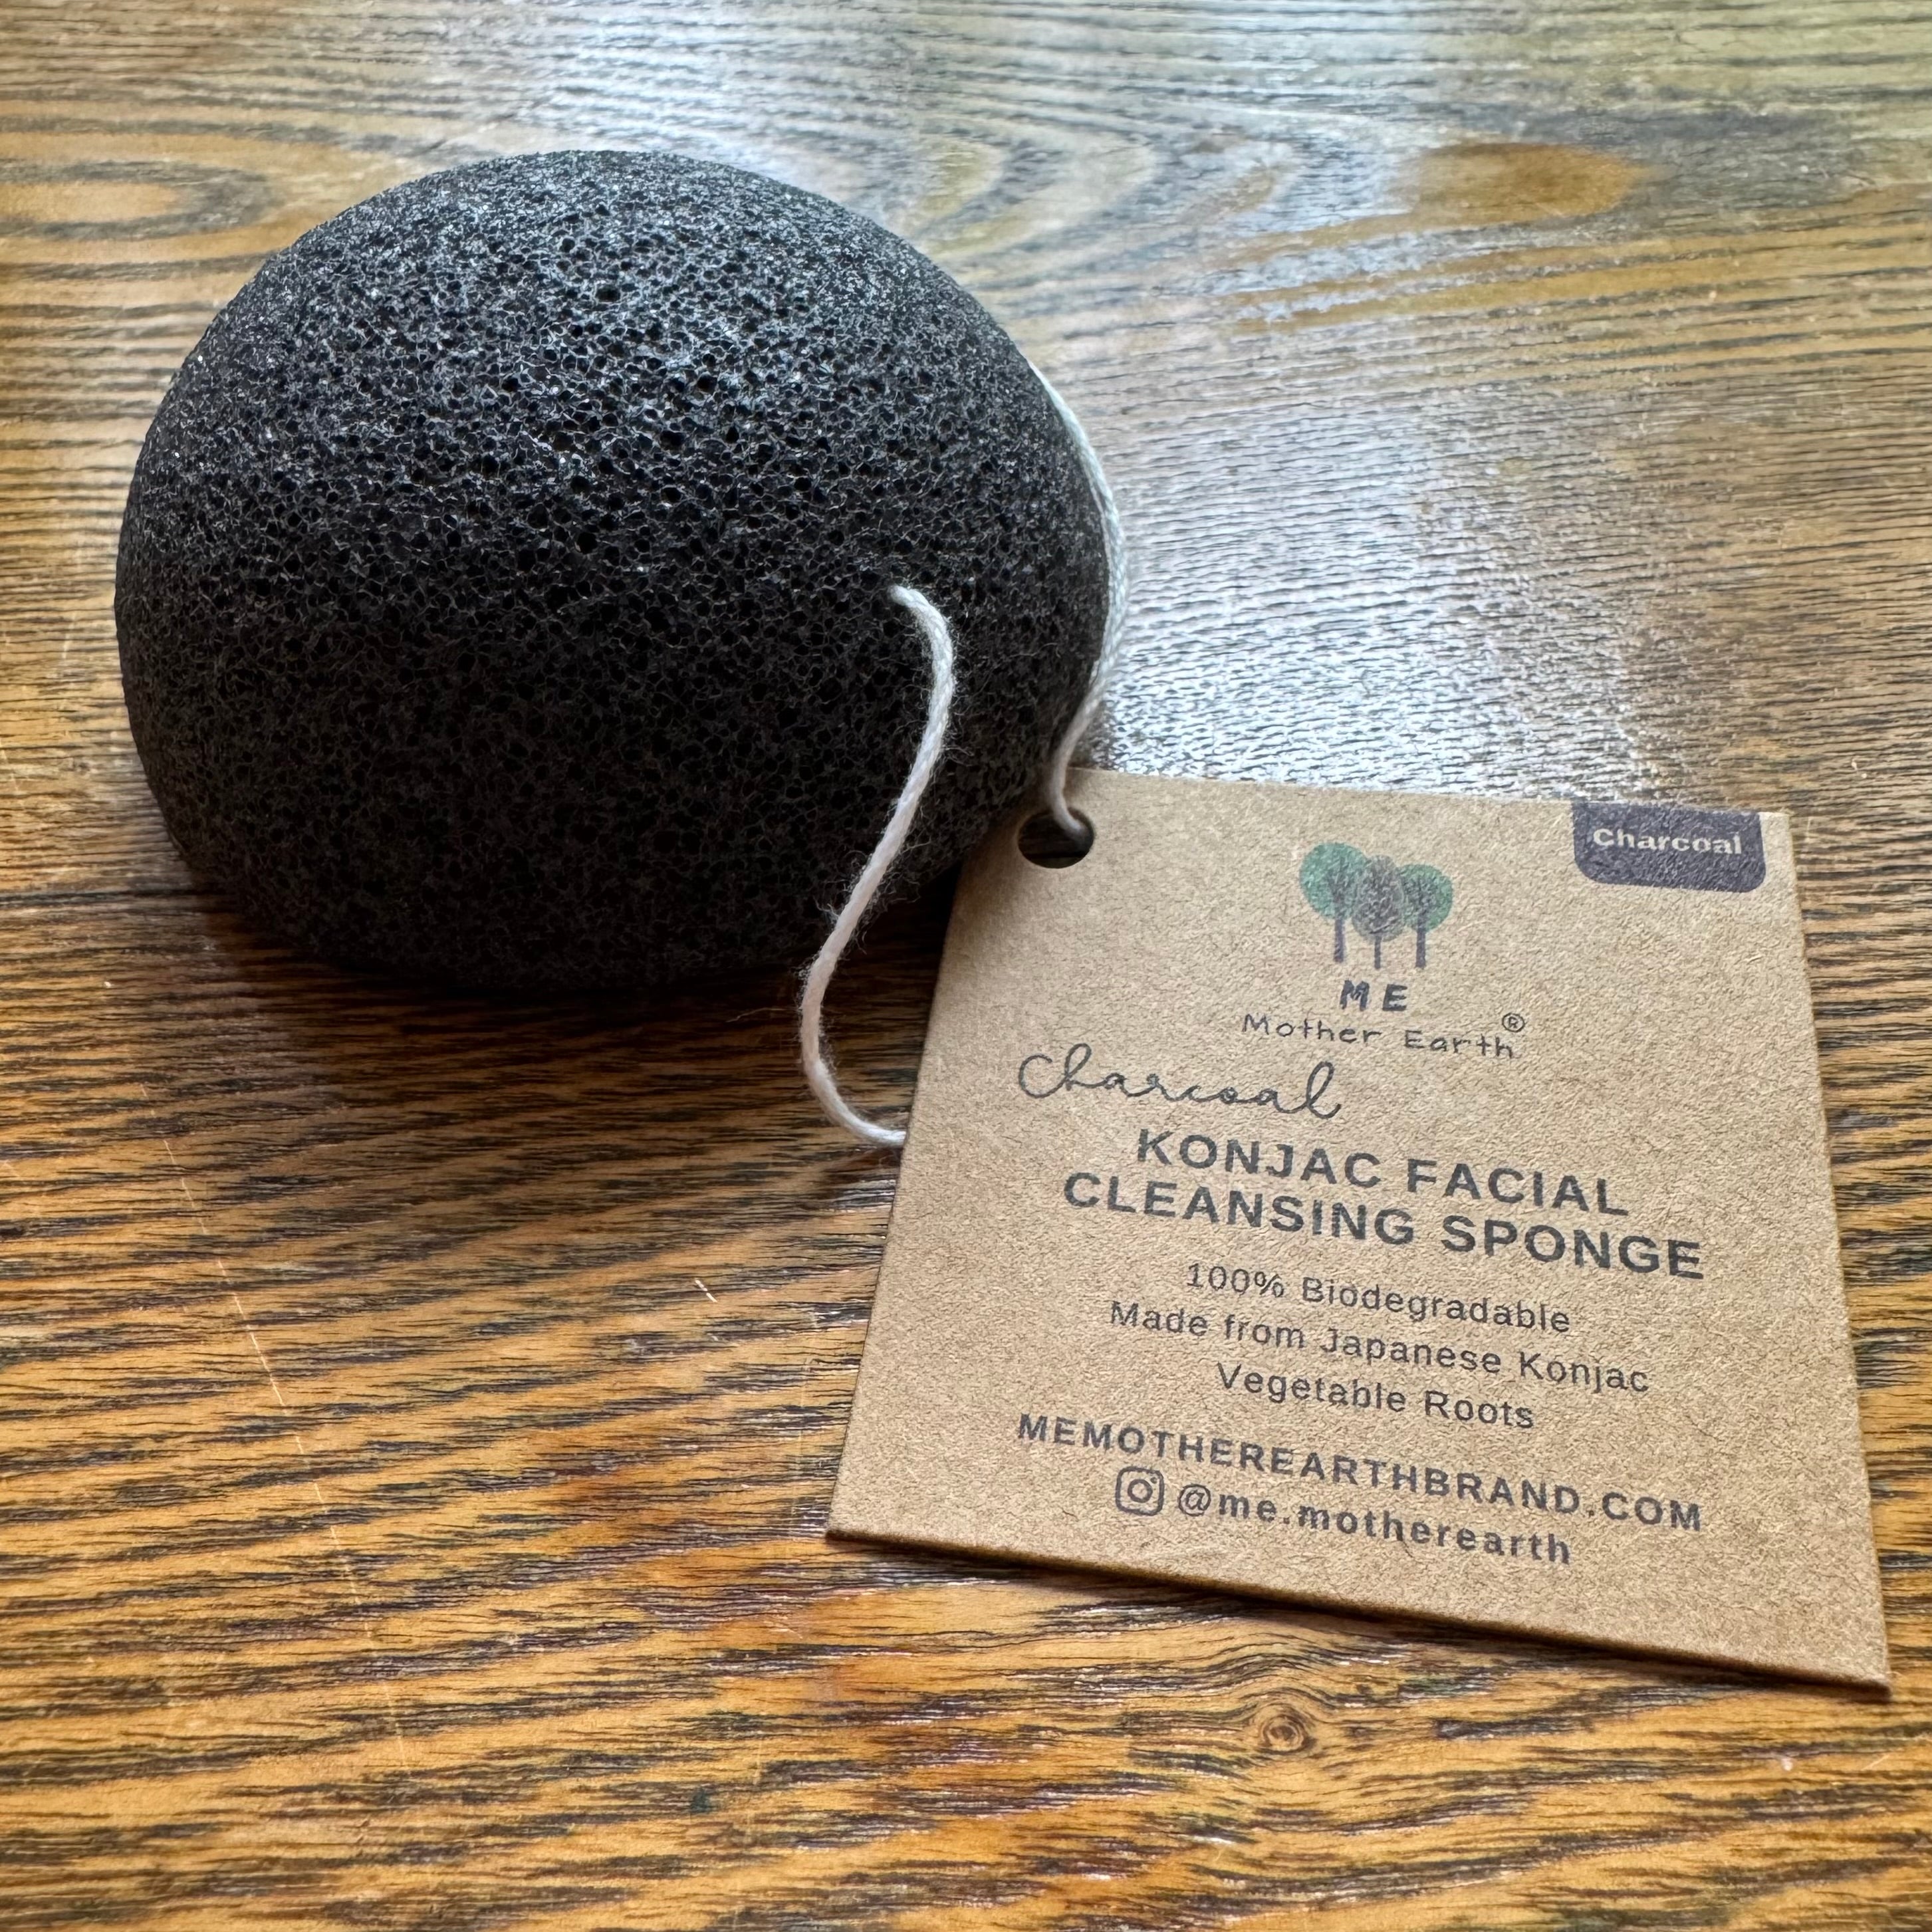 Charcoal
ME
Mother Earth®
charcoal
KONJAC FACIAL
CLEANSING SPONGE
100% Biodegradable
Made from Japanese Konjac
Vegetable Roots
MEMOTHEREARTHBRAND.COM
@me.motherearth